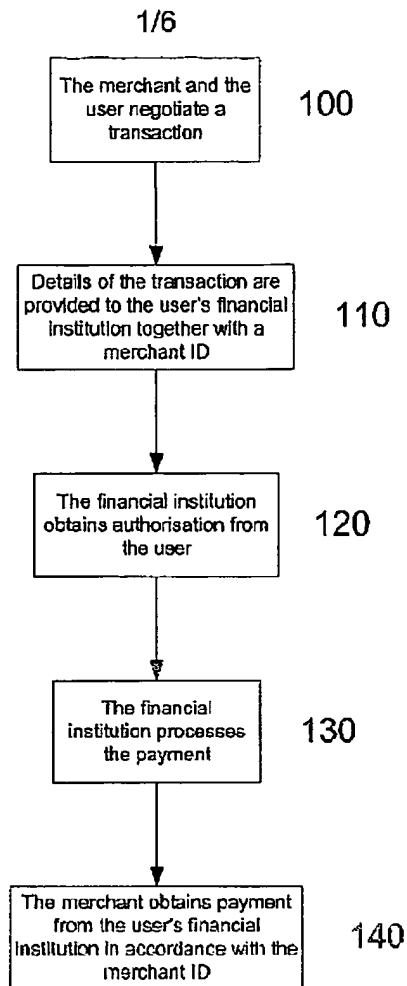 1/6
The merchant and the
user negotiate a
transaction
100
Details of the transaction are
provided to the user's financial
institution together with a
merchant ID
110
The financial institution
obtains authorisation from
the user
120
The financial
institution processes
the payment
130
The merchant obtains payment
from the user's financial
institution in accordance with the
merchant ID
140